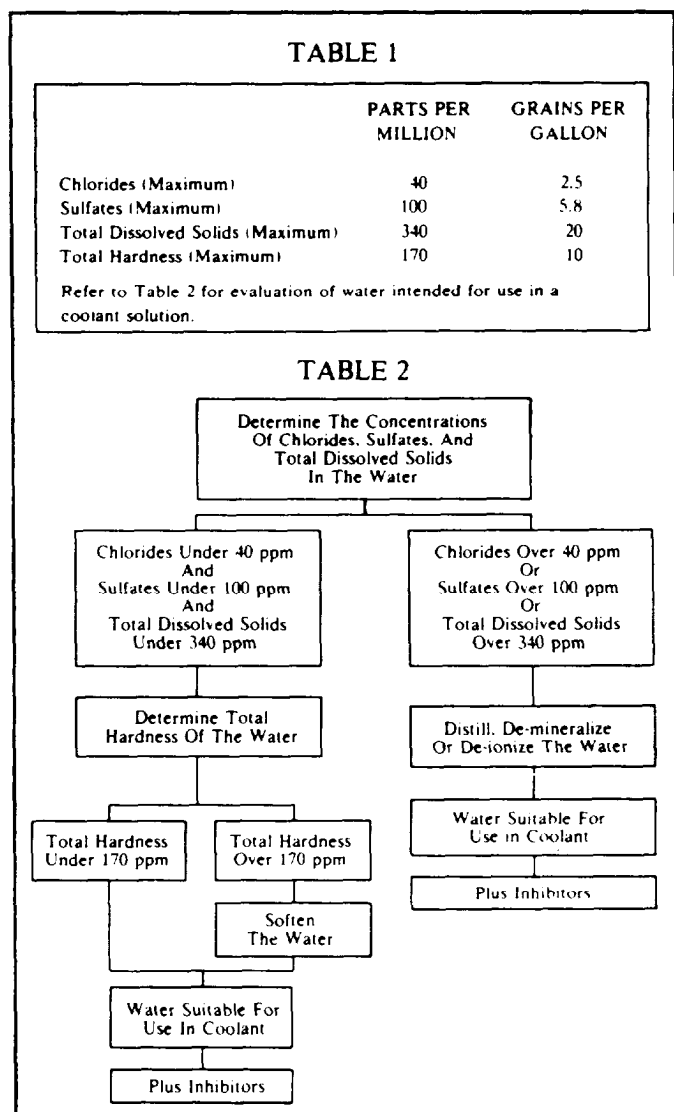 TABLE 1
PARTS PER MILLION GRAINS PER GALLON
Chlorides (Maximum) 40 2.5
Sulfates (Maximum) 100 5.8
Total Dissolved Solids (Maximum) 340 20
Total Hardness (Maximum) 170 10
Refer to Table 2 for evaluation of water intended for use in a
coolant solution.
TABLE 2
Determine The Concentrations
Of Chlorides, Sulfates, And
Total Dissolved Solids
In The Water
Chlorides Under 40 ppm
And
Sulfates Under 100 ppm
And
Total Dissolved Solids
Under 340 ppm
Chlorides Over 40 ppm
Or
Sulfates Over 100 ppm
Or
Total Dissolved Solids
Over 340 ppm
Determine Total
Hardness Of The Water
Distill, De-mineralize
Or De-ionize The Water
Total Hardness
Under 170 ppm
Total Hardness
Over 170 ppm
Water Suitable For
Use in Coolant
Plus Inhibitors
Soften
The Water
Water Suitable For
Use In Coolant
Plus Inhibitors